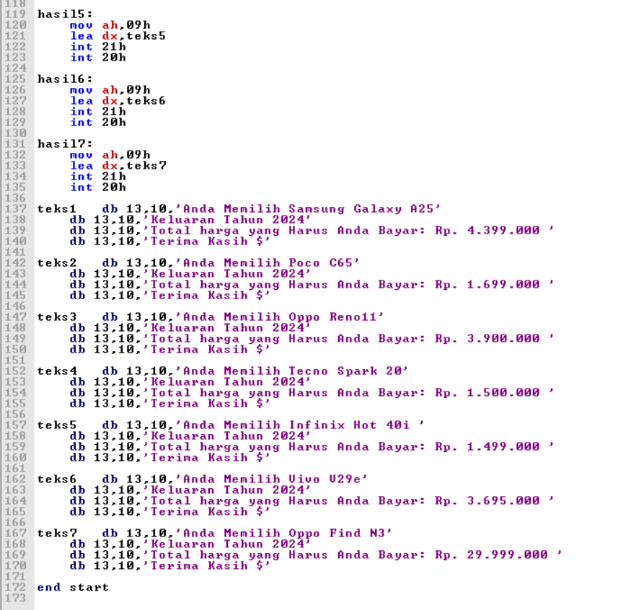 118
119 hasil5:
120     mov ah,09h
121     lea dx,teks5
122     int 21h
123     int 20h
124
125 hasil6:
126     mov ah,09h
127     lea dx,teks6
128     int 21h
129     int 20h
130
131 hasil7:
132     mov ah,09h
133     lea dx,teks7
134     int 21h
135     int 20h
136
137 teks1   db 13,10,'Anda Memilih Samsung Galaxy A25'
138     db 13,10,'Keluaran Tahun 2024'
139     db 13,10,'Total harga yang Harus Anda Bayar: Rp. 4.399.000 '
140     db 13,10,'Terima Kasih $'
141
142 teks2   db 13,10,'Anda Memilih Poco C65'
143     db 13,10,'Keluaran Tahun 2024'
144     db 13,10,'Total harga yang Harus Anda Bayar: Rp. 1.699.000 '
145     db 13,10,'Terima Kasih $'
146
147 teks3   db 13,10,'Anda Memilih Oppo Reno11'
148     db 13,10,'Keluaran Tahun 2024'
149     db 13,10,'Total harga yang Harus Anda Bayar: Rp. 3.900.000 '
150     db 13,10,'Terima Kasih $'
151
152 teks4   db 13,10,'Anda Memilih Tecno Spark 20'
153     db 13,10,'Keluaran Tahun 2024'
154     db 13,10,'Total harga yang Harus Anda Bayar: Rp. 1.500.000 '
155     db 13,10,'Terima Kasih $'
156
157 teks5   db 13,10,'Anda Memilih Infinix Hot 40i '
158     db 13,10,'Keluaran Tahun 2024'
159     db 13,10,'Total harga yang Harus Anda Bayar: Rp. 1.499.000 '
160     db 13,10,'Terima Kasih $'
161
162 teks6   db 13,10,'Anda Memilih Vivo V29e'
163     db 13,10,'Keluaran Tahun 2024'
164     db 13,10,'Total harga yang Harus Anda Bayar: Rp. 3.695.000 '
165     db 13,10,'Terima Kasih $'
166
167 teks7   db 13,10,'Anda Memilih Oppo Find N3'
168     db 13,10,'Keluaran Tahun 2024'
169     db 13,10,'Total harga yang Harus Anda Bayar: Rp. 29.999.000 '
170     db 13,10,'Terima Kasih $'
171
172 end start
173